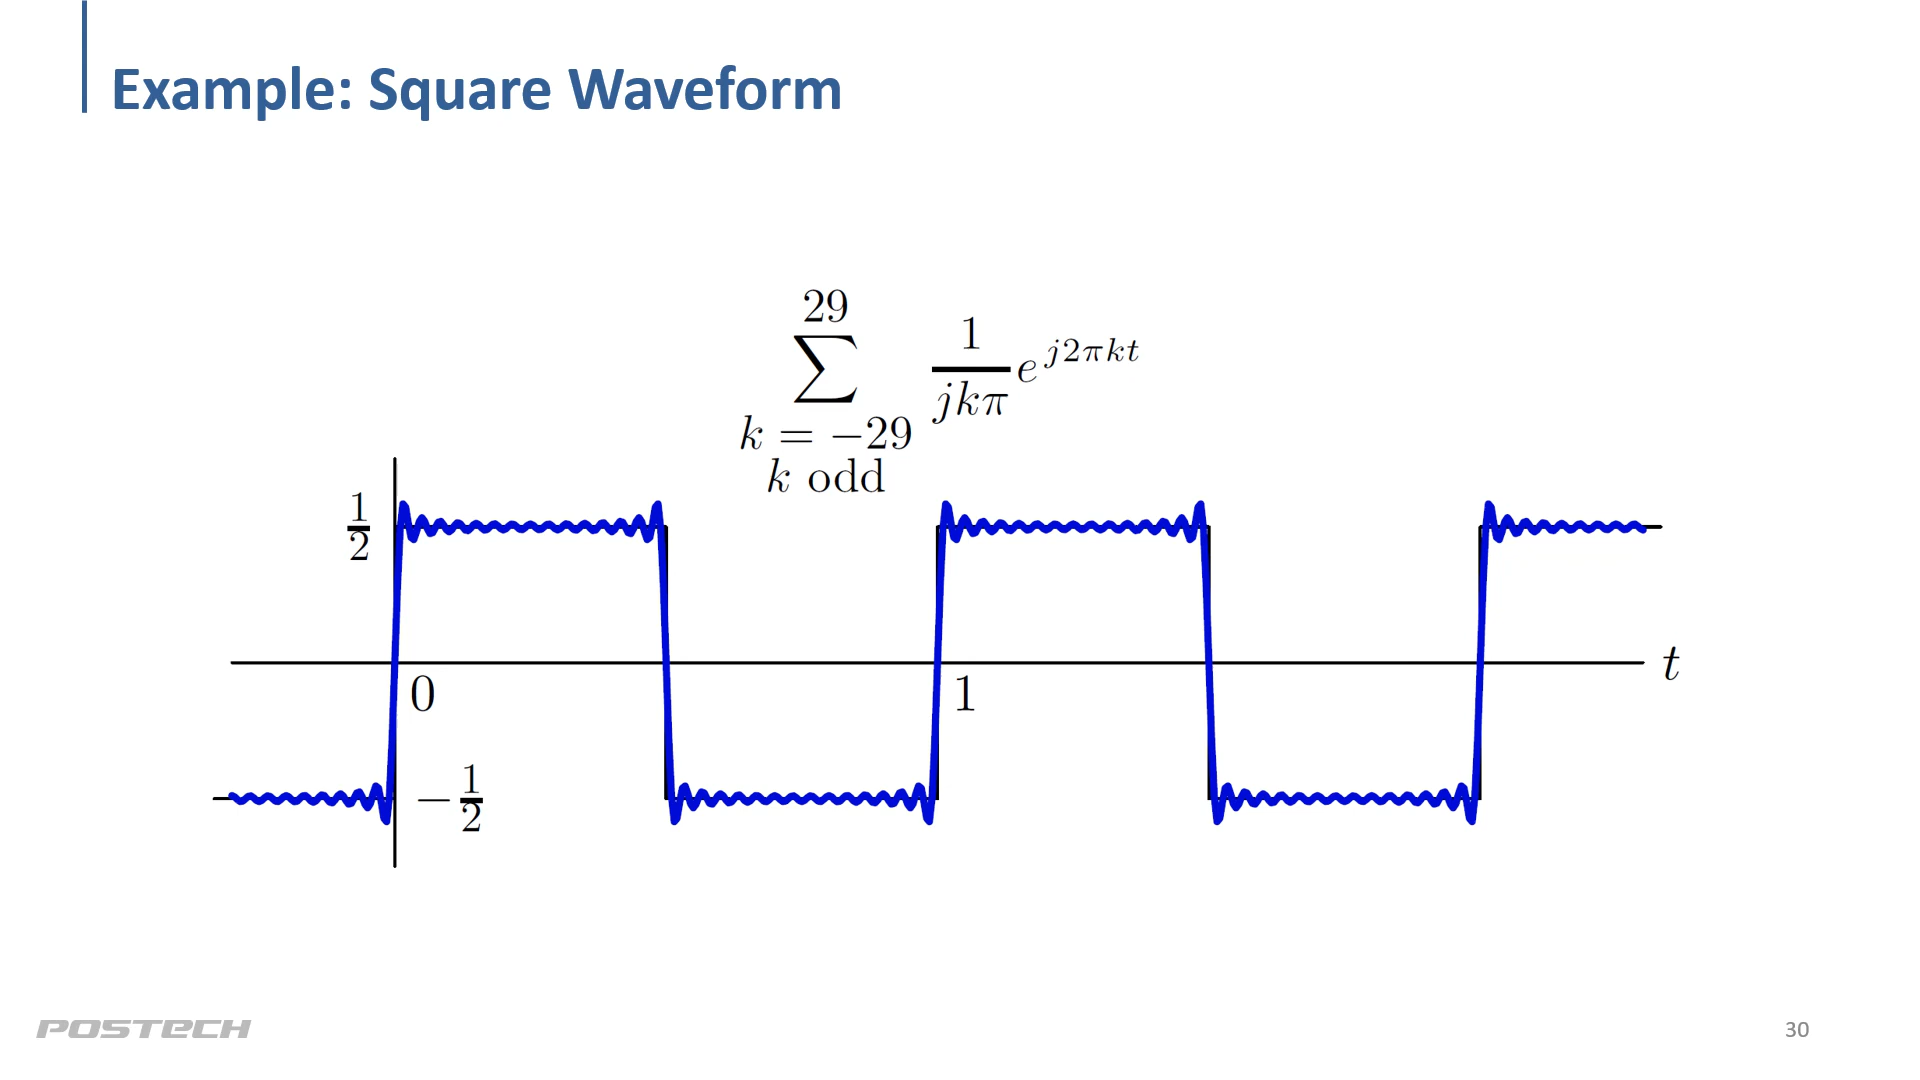 Example: Square Waveform
29
∑ 1/(jkπ) e^{j2πkt}
k = −29
k odd
1/2
0
1
t
−1/2
POSTECH
30